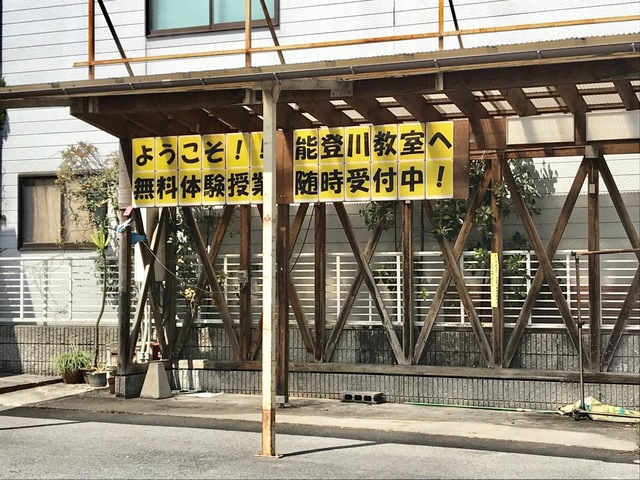 ようこそ!! 能登川教室へ
無料体験授業 随時受付中!